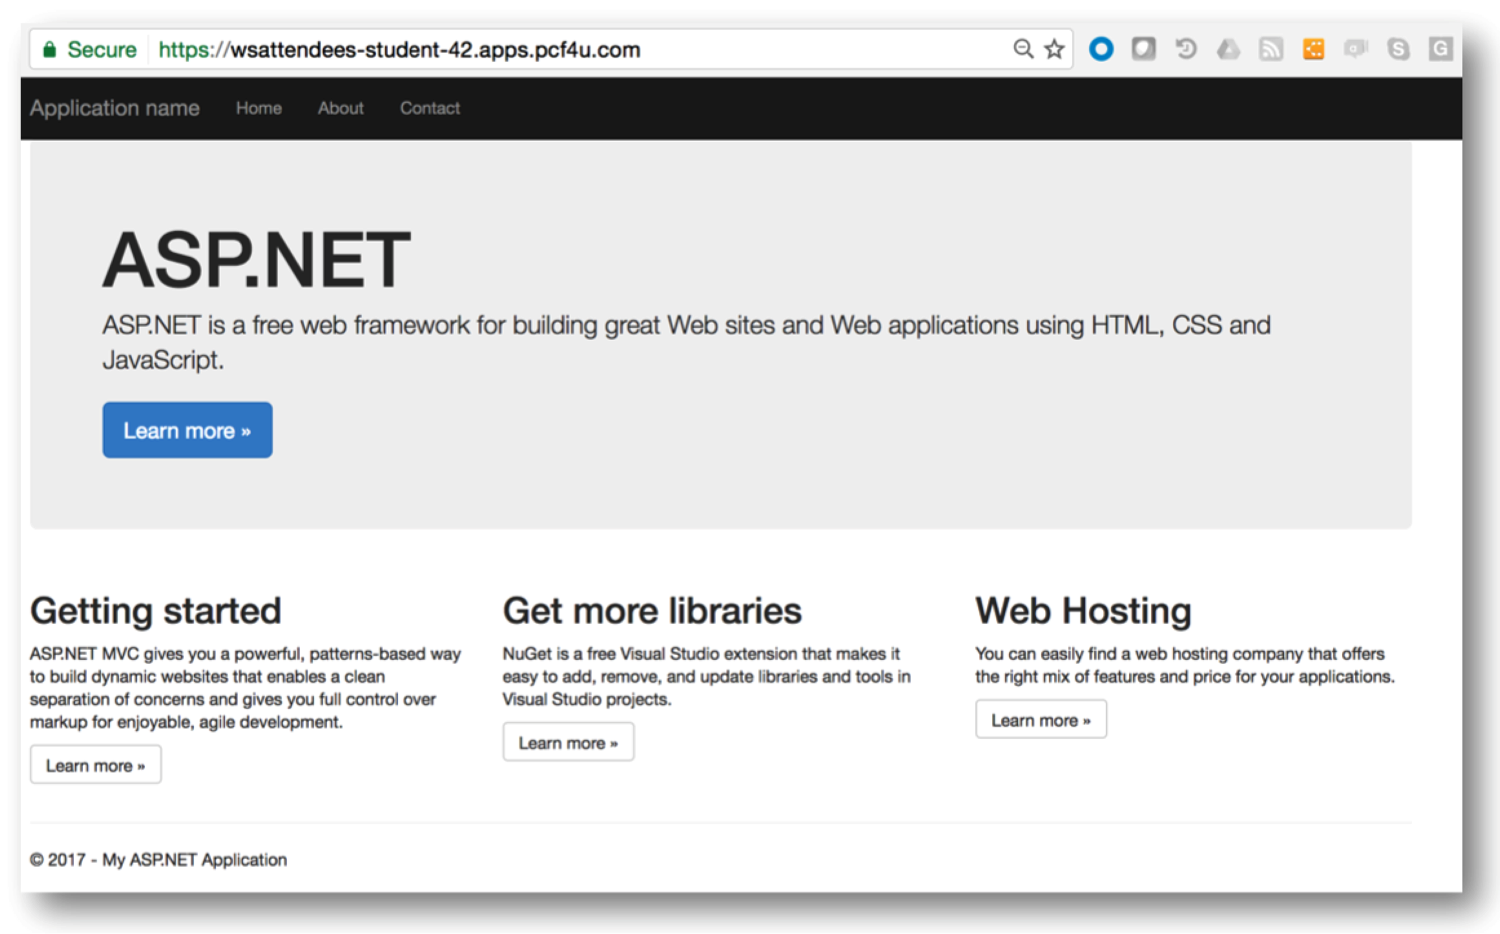 Secure https://wsattendees-student-42.apps.pcf4u.com
Application name Home About Contact
ASP.NET
ASP.NET is a free web framework for building great Web sites and Web applications using HTML, CSS and
JavaScript.
Learn more »
Getting started
ASP.NET MVC gives you a powerful, patterns-based way
to build dynamic websites that enables a clean
separation of concerns and gives you full control over
markup for enjoyable, agile development.
Learn more »
Get more libraries
NuGet is a free Visual Studio extension that makes it
easy to add, remove, and update libraries and tools in
Visual Studio projects.
Learn more »
Web Hosting
You can easily find a web hosting company that offers
the right mix of features and price for your applications.
Learn more »
© 2017 - My ASP.NET Application